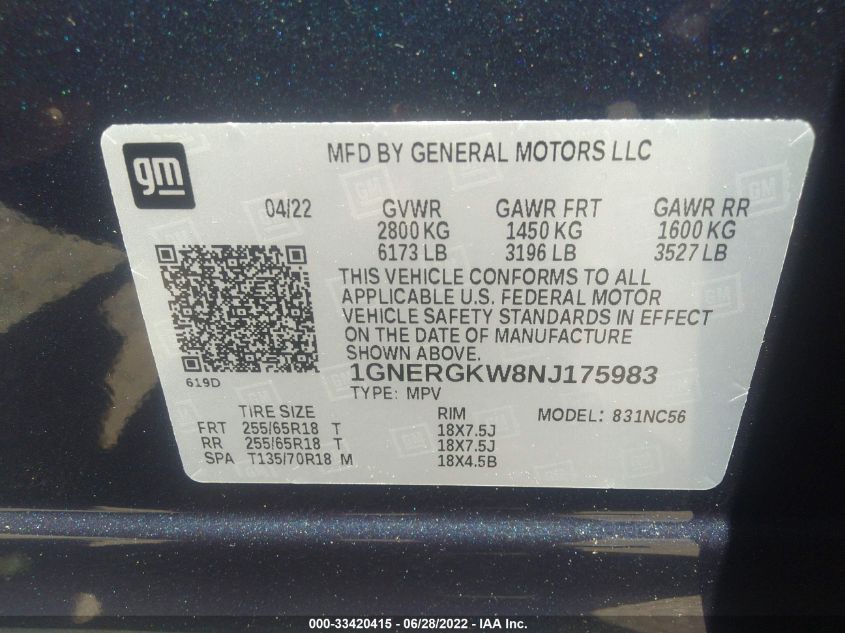 gm
MFD BY GENERAL MOTORS LLC
04/22 GVWR GAWR FRT GAWR RR
2800 KG 1450 KG 1600 KG
6173 LB 3196 LB 3527 LB
THIS VEHICLE CONFORMS TO ALL
APPLICABLE U.S. FEDERAL MOTOR
VEHICLE SAFETY STANDARDS IN EFFECT
ON THE DATE OF MANUFACTURE
SHOWN ABOVE.
619D
1GNERGKW8NJ175983
TYPE: MPV
TIRE SIZE RIM MODEL: 831NC56
FRT 255/65R18 T 18X7.5J
RR 255/65R18 T 18X7.5J
SPA T135/70R18 M 18X4.5B
000-33420415 - 06/28/2022 - IAA Inc.